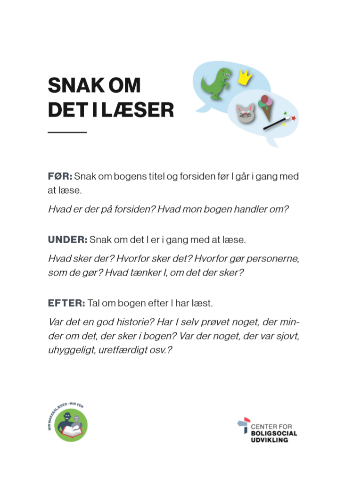 SNAK OM
DET I LÆSER
FØR: Snak om bogens titel og forsiden før I går i gang med
at læse.
Hvad er der på forsiden? Hvad mon bogen handler om?
UNDER: Snak om det I er i gang med at læse.
Hvad sker der? Hvorfor sker det? Hvorfor gør personerne,
som de gør? Hvad tænker I, om det der sker?
EFTER: Tal om bogen efter I har læst.
Var det en god historie? Har I selv prøvet noget, der min-
der om det, der sker i bogen? Var der noget, der var sjovt,
uhyggeligt, uretfærdigt osv.?
CENTER FOR
BOLIGSOCIAL
UDVIKLING